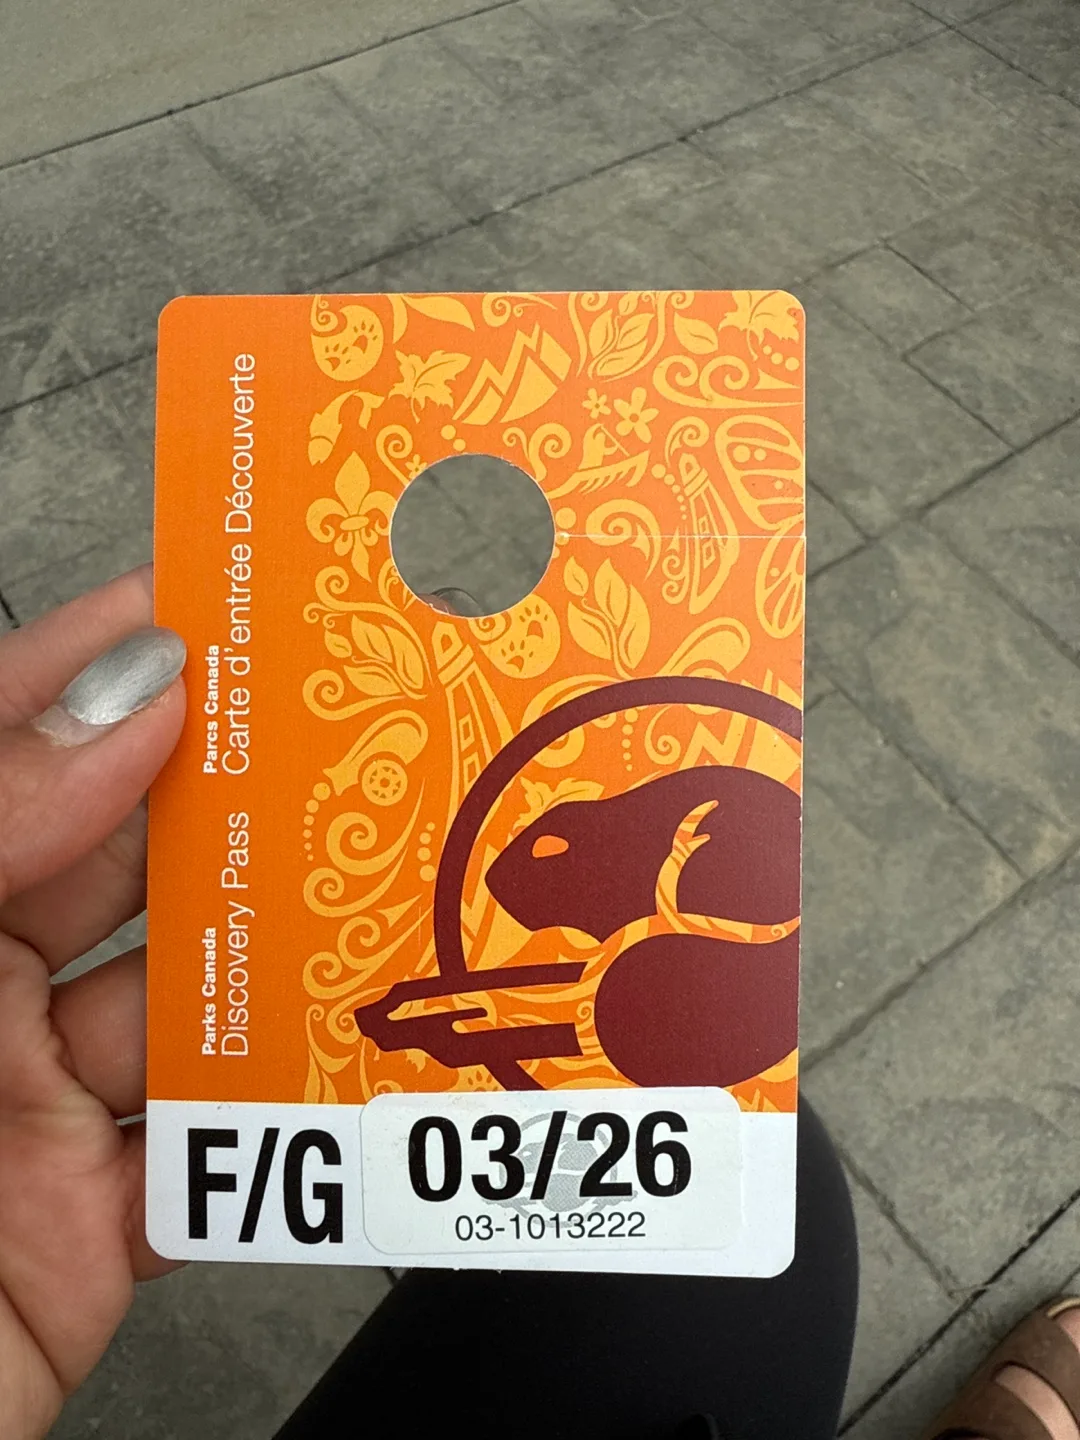 Parks Canada
Discovery Pass
Parcs Canada
Carte d'entrée Découverte
F/G
03/26
03-1013222